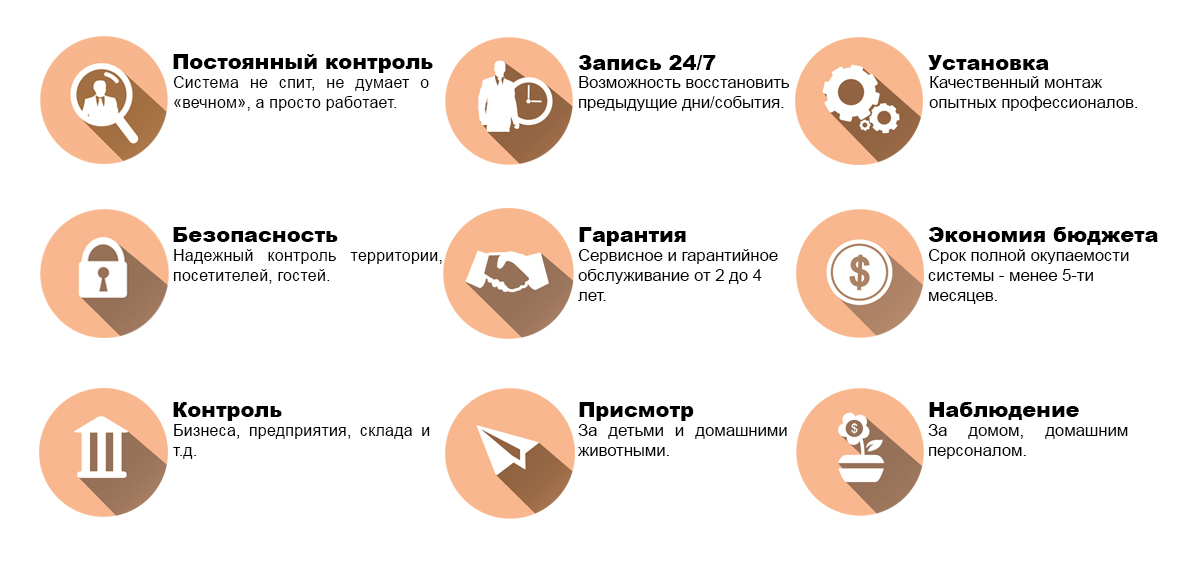 Постоянный контроль
Система не спит, не думает о
«вечном», а просто работает.
Запись 24/7
Возможность восстановить
предыдущие дни/события.
Установка
Качественный монтаж
опытных профессионалов.
Безопасность
Надежный контроль территории,
посетителей, гостей.
Гарантия
Сервисное и гарантийное
обслуживание от 2 до 4
лет.
Экономия бюджета
Срок полной окупаемости
системы - менее 5-ти
месяцев.
$
Контроль
Бизнеса, предприятия, склада и
т.д.
Присмотр
За детьми и домашними
животными.
Наблюдение
За домом, домашним
персоналом.
$